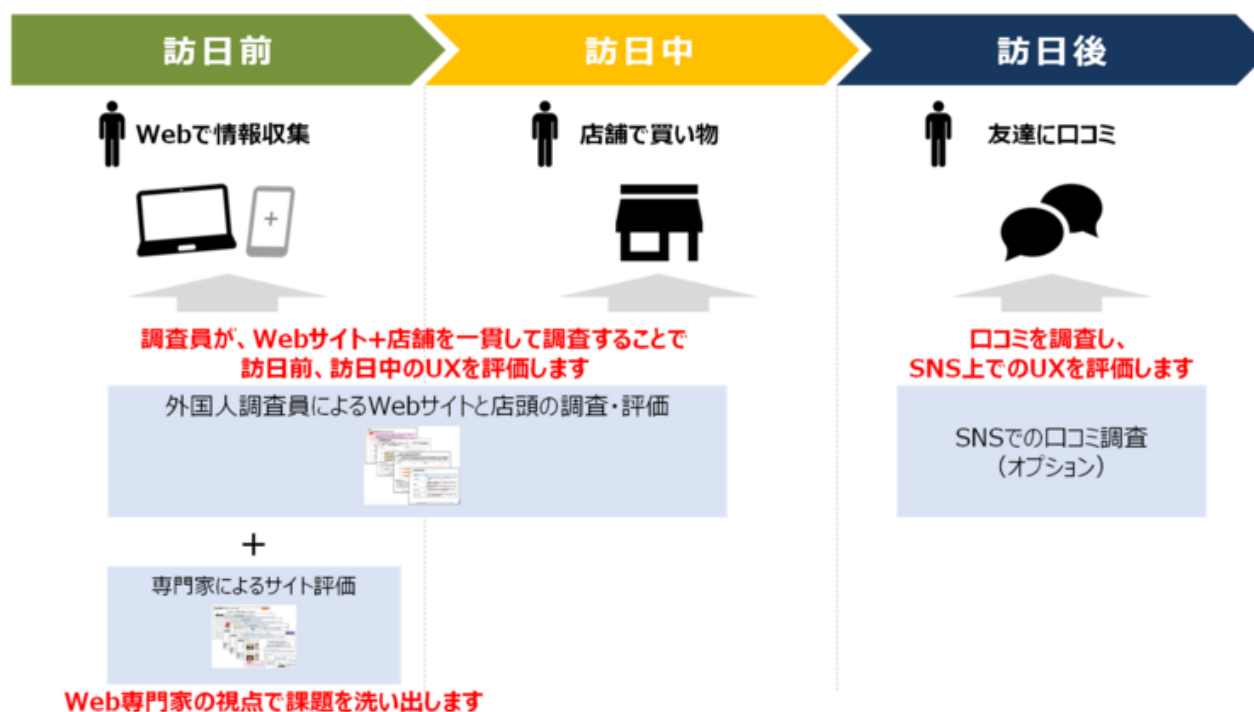 訪日前
訪日中
訪日後
Webで情報収集
店舗で買い物
友達に口コミ
調査員が、Webサイト+店舗を一貫して調査することで
訪日前、訪日中のUXを評価します
口コミを調査し、
SNS上でのUXを評価します
外国人調査員によるWebサイトと店頭の調査・評価
SNSでの口コミ調査
（オプション）
+
専門家によるサイト評価
Web専門家の視点で課題を洗い出します